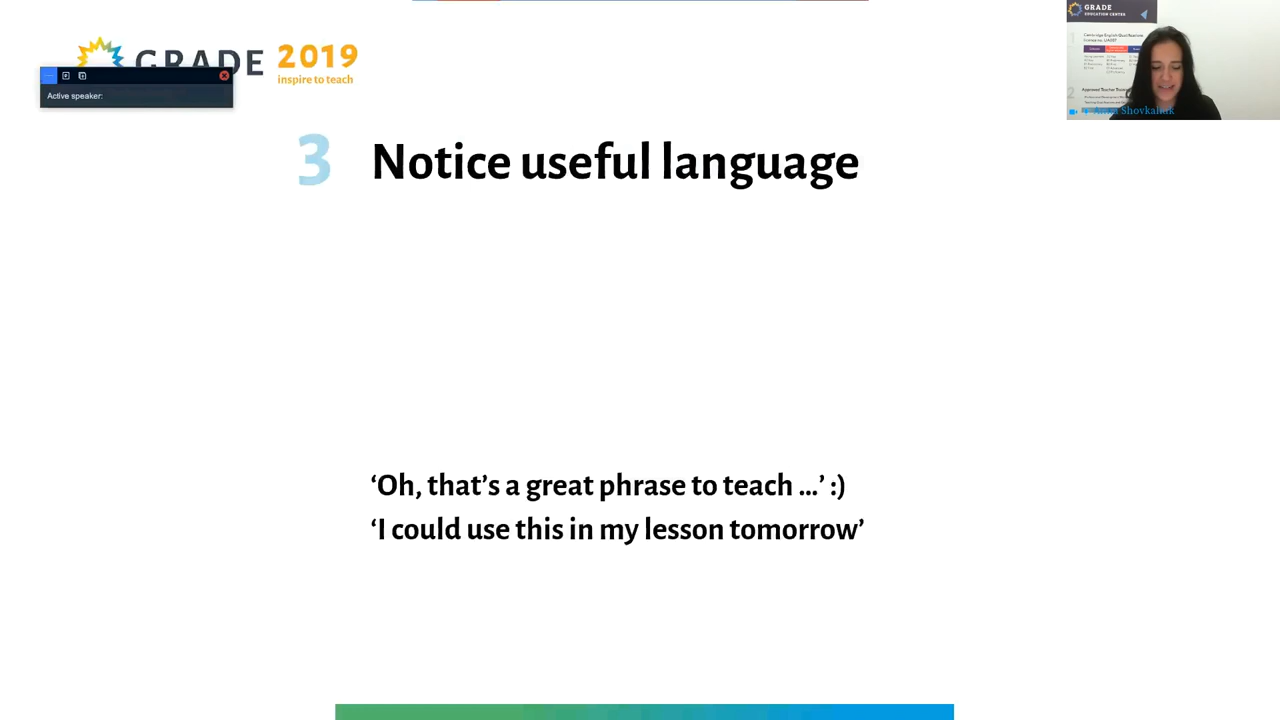 GRADE 2019
inspire to teach
Active speaker:
GRADE
EDUCATION CENTRE
Shovkaliuk
3 Notice useful language
‘Oh, that’s a great phrase to teach ...’ :)
‘I could use this in my lesson tomorrow’